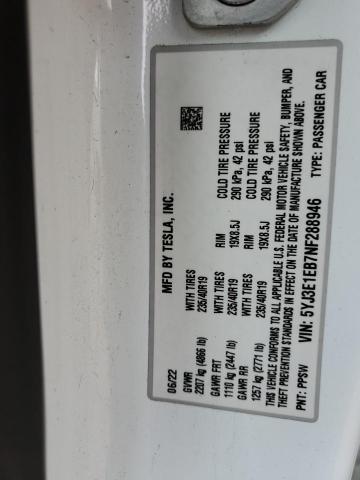 MFD BY TESLA, INC.
06/22
GVWR WITH TIRES RIM COLD TIRE PRESSURE
2207 kg (4866 lb) 235/40R19 19X8.5J 290 kPa, 42 psi
GAWR FRT WITH TIRES RIM COLD TIRE PRESSURE
1110 kg (2447 lb) 235/40R19 19X8.5J 290 kPa, 42 psi
GAWR RR
1257 kg (2771 lb) 235/40R19
THIS VEHICLE CONFORMS TO ALL APPLICABLE U.S. FEDERAL MOTOR VEHICLE SAFETY, BUMPER, AND
THEFT PREVENTION STANDARDS IN EFFECT ON THE DATE OF MANUFACTURE SHOWN ABOVE.
PNT: PPSW VIN: 5YJ3E1EB7NF288946 TYPE: PASSENGER CAR